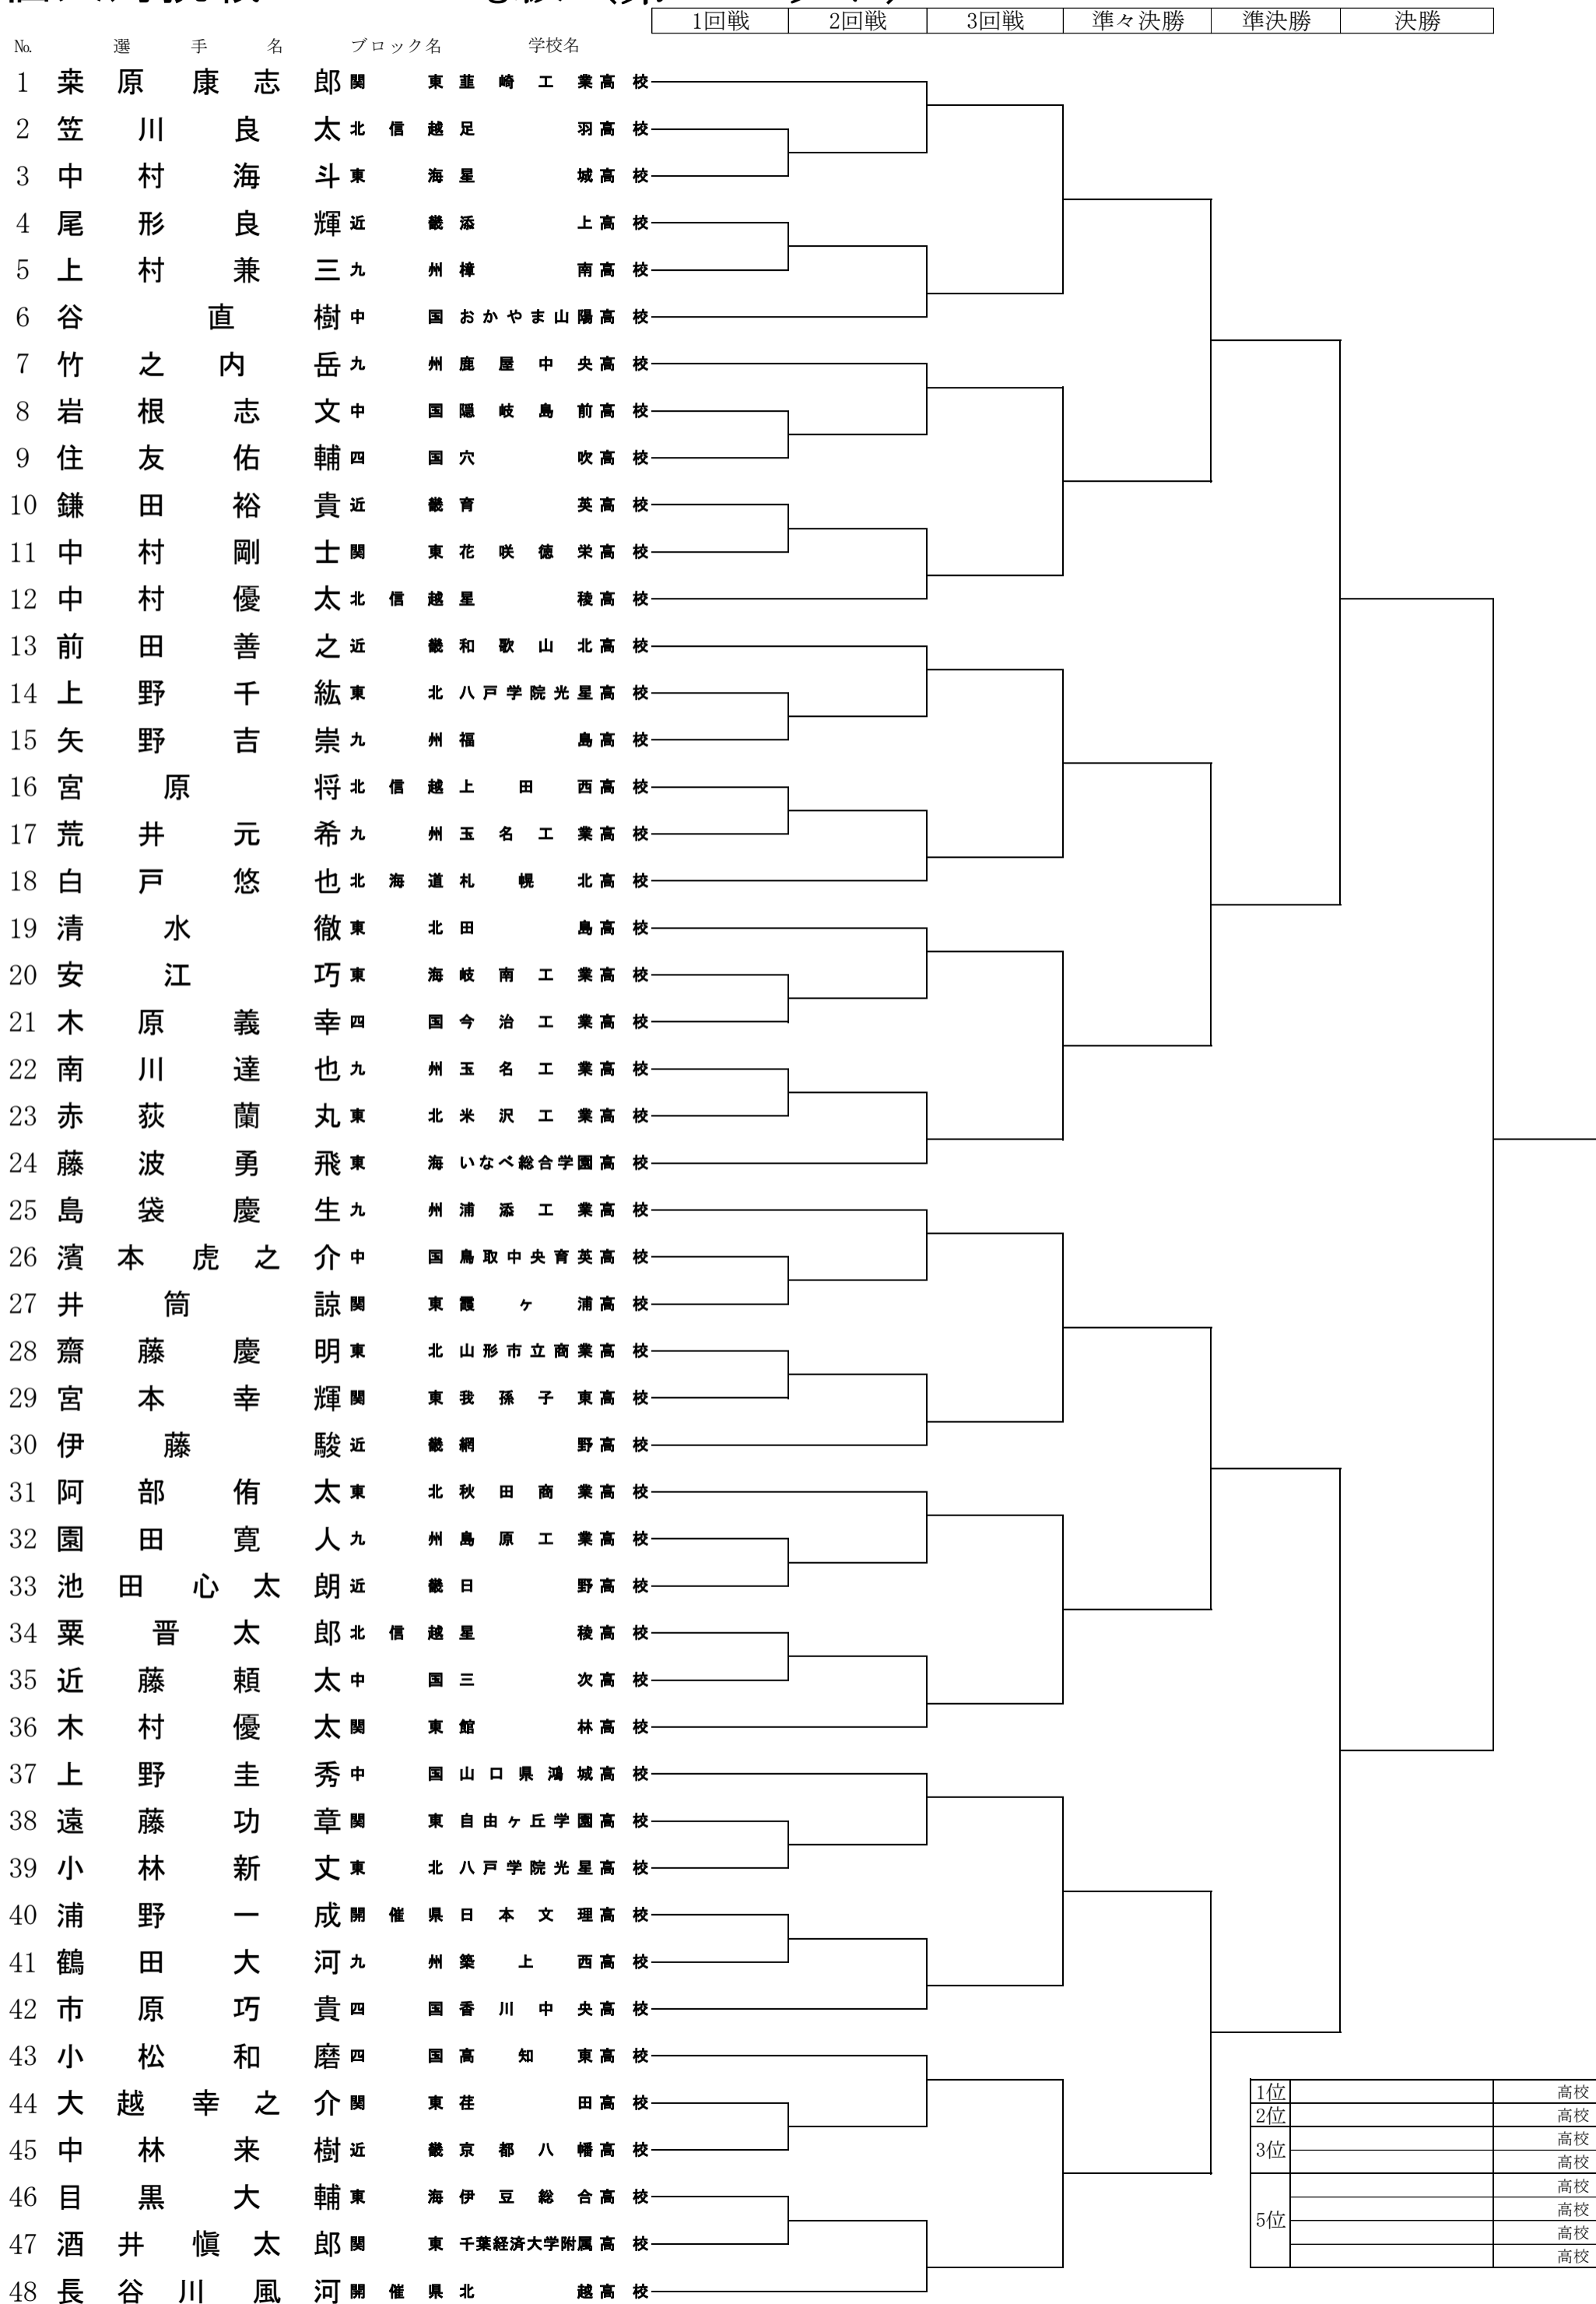 1回戦 2回戦 3回戦 準々決勝 準決勝 決勝
№ 選手名 ブロック名 学校名
1 桒原康志郎 関東 韮崎工業高校
2 笠川良太 北信越 足羽高校
3 中村海斗 東海 星城高校
4 尾形良輝 近畿 添上高校
5 上村兼三 九州 樟南高校
6 谷直樹 中国 おかやま山陽高校
7 竹之内岳 九州 鹿屋中央高校
8 岩根志文 中国 隠岐島前高校
9 住友佑輔 四国 穴吹高校
10 鎌田裕貴 近畿 育英高校
11 中村剛士 関東 花咲徳栄高校
12 中村優太 北信越 星稜高校
13 前田善之 近畿 和歌山北高校
14 上野千紘 東北 八戸学院光星高校
15 矢野吉崇 九州 福島高校
16 宮原将 北信越 上田西高校
17 荒井元希 九州 玉名工業高校
18 白戸悠也 北海道 札幌北高校
19 清水徹 東北 田島高校
20 安江巧 東海 岐南工業高校
21 木原義幸 四国 今治工業高校
22 南川達也 九州 玉名工業高校
23 赤荻蘭丸 東北 米沢工業高校
24 藤波勇飛 東海 いなべ総合学園高校
25 島袋慶生 九州 浦添工業高校
26 濱本虎之介 中国 鳥取中央育英高校
27 井筒諒 関東 霞ヶ浦高校
28 齋藤慶明 東北 山形市立商業高校
29 宮本幸輝 関東 我孫子東高校
30 伊藤駿 近畿 網野高校
31 阿部侑太 東北 秋田商業高校
32 園田寛人 九州 島原工業高校
33 池田心太朗 近畿 日野高校
34 粟晋太郎 北信越 星稜高校
35 近藤頼太 中国 三次高校
36 木村優太 関東 館林高校
37 上野圭秀 中国 山口県鴻城高校
38 遠藤功章 関東 自由ヶ丘学園高校
39 小林新丈 東北 八戸学院光星高校
40 浦野一成 開催県 日本文理高校
41 鶴田大河 九州 築上西高校
42 市原巧貴 四国 香川中央高校
43 小松和磨 四国 高知東高校
44 大越幸之介 関東 荏田高校
45 中林来樹 近畿 京都八幡高校
46 目黒大輔 東海 伊豆総合高校
47 酒井愼太郎 関東 千葉経済大学附属高校
48 長谷川風河 開催県 北越高校
1位 高校
2位 高校
3位 高校
高校
5位 高校
高校
高校
高校